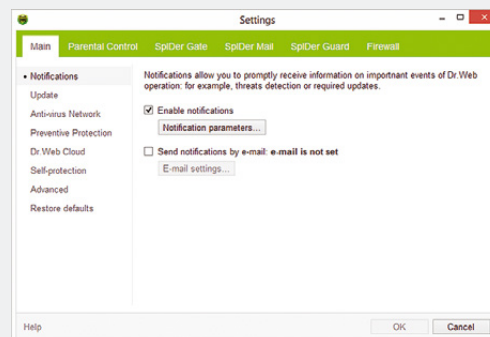 Settings
Main Parental Control SpIDer Gate SpIDer Mail SpIDer Guard Firewall
Notifications
Update
Anti-virus Network
Preventive Protection
Dr.Web Cloud
Self-protection
Advanced
Restore defaults
Notifications allow you to promptly receive information on important events of Dr.Web
operation: for example, threats detection or required updates.
Enable notifications
Notification parameters...
Send notifications by e-mail: e-mail is not set
E-mail settings...
Help
OK
Cancel